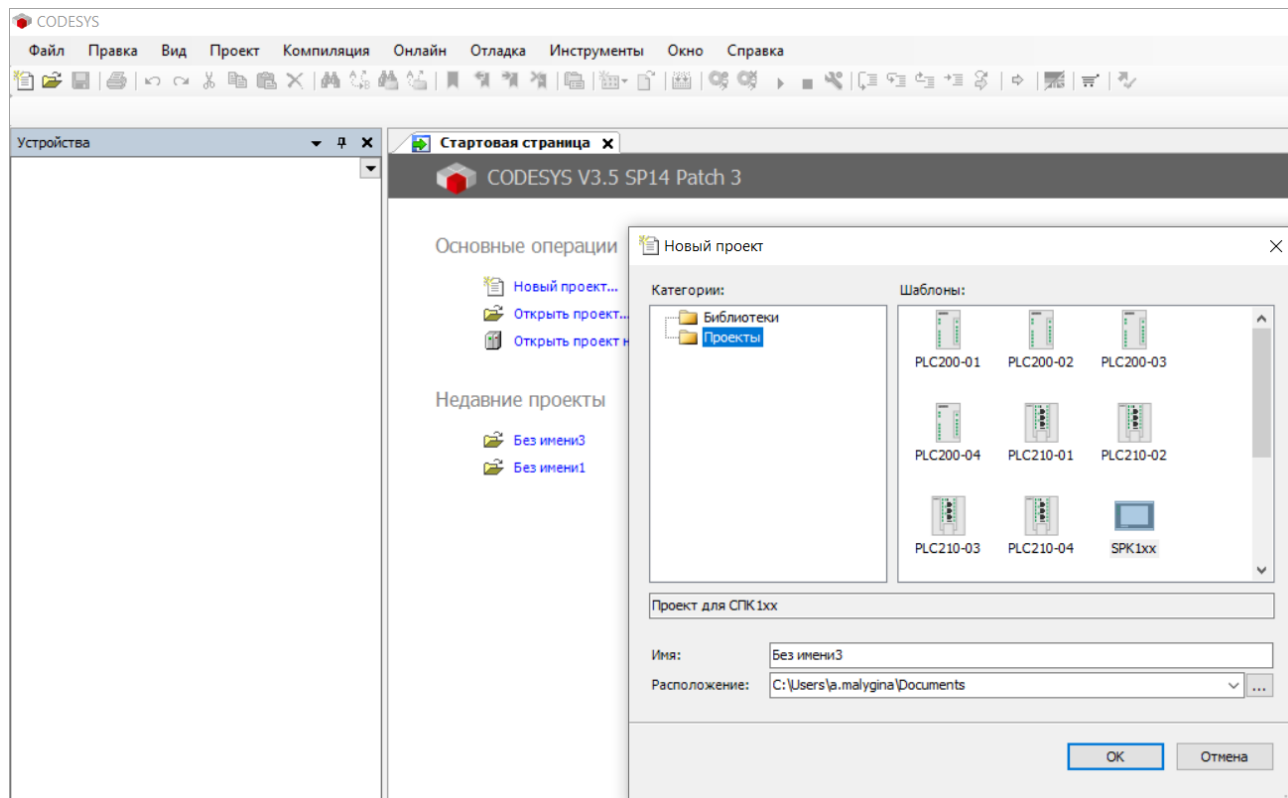 CODESYS
Файл Правка Вид Проект Компиляция Онлайн Отладка Инструменты Окно Справка
Устройства
Стартовая страница
CODESYS V3.5 SP14 Patch 3
Основные операции
Новый проект...
Открыть проект...
Открыть проект
Недавние проекты
Без имени3
Без имени1
Новый проект
Категории:
Библиотеки
Проекты
Шаблоны:
PLC200-01 PLC200-02 PLC200-03
PLC200-04 PLC210-01 PLC210-02
PLC210-03 PLC210-04 SPK1xx
Проект для СПК1xx
Имя: Без имени3
Расположение: C:\Users\a.malygina\Documents
...
OK Отмена